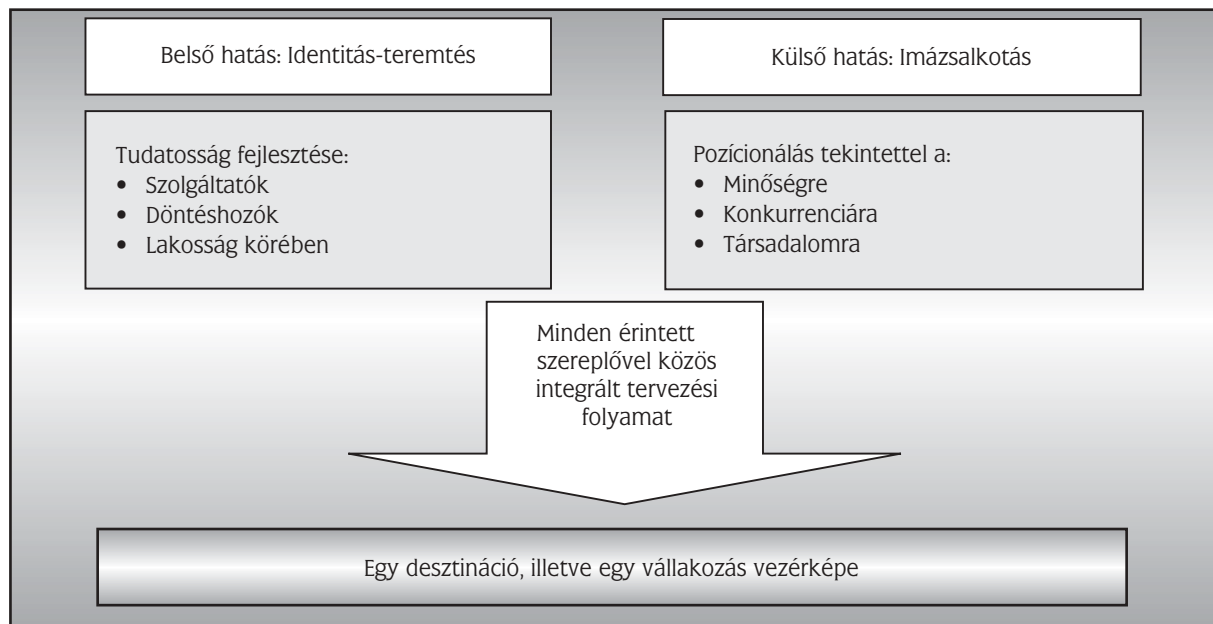 Belső hatás: Identitás-teremtés
Külső hatás: Imázsalkotás
Tudatosság fejlesztése:
• Szolgáltatók
• Döntéshozók
• Lakosság körében
Pozícionálás tekintettel a:
• Minőségre
• Konkurrenciára
• Társadalomra
Minden érintett
szereplővel közös
integrált tervezési
folyamat
Egy desztináció, illetve egy vállakozás vezérképe